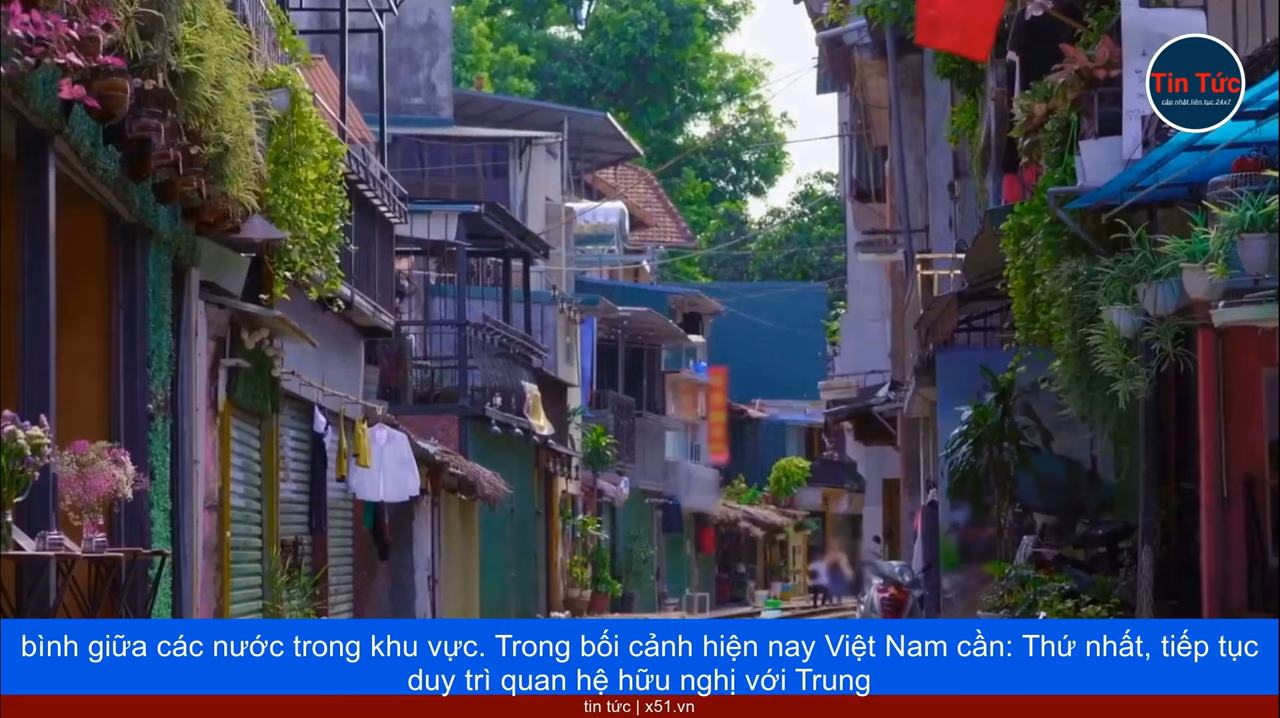 Tin Tức
cập nhật liên tục 24x7
bình giữa các nước trong khu vực. Trong bối cảnh hiện nay Việt Nam cần: Thứ nhất, tiếp tục
duy trì quan hệ hữu nghị với Trung
tin tức | x51.vn